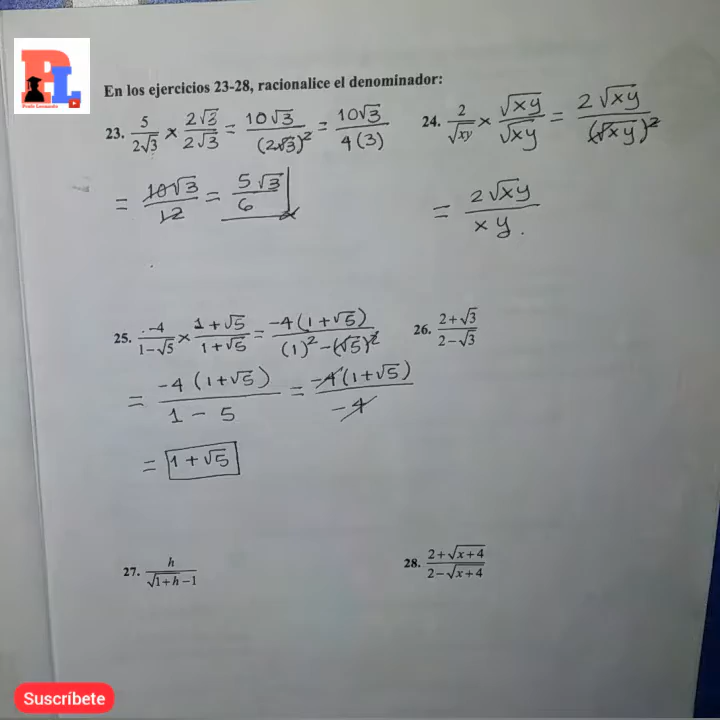 PL
Profe Leonardo
En los ejercicios 23-28, racionalice el denominador:
23. 5/(2√3) × (2√3)/(2√3) = (10√3)/(2√3)² = (10√3)/(4(3))
= (10√3)/12 = (5√3)/6
24. 2/√xy × √xy/√xy = (2√xy)/(√xy)²
= (2√xy)/(xy).
25. -4/(1-√5) × (1+√5)/(1+√5) = (-4(1+√5))/((1)²-(√5)²)
= (-4(1+√5))/(1-5) = (-4(1+√5))/(-4)
= 1+√5
26. (2+√3)/(2-√3)
27. h/(√(1+h)-1)
28. (2+√(x+4))/(2-√(x+4))
Suscríbete